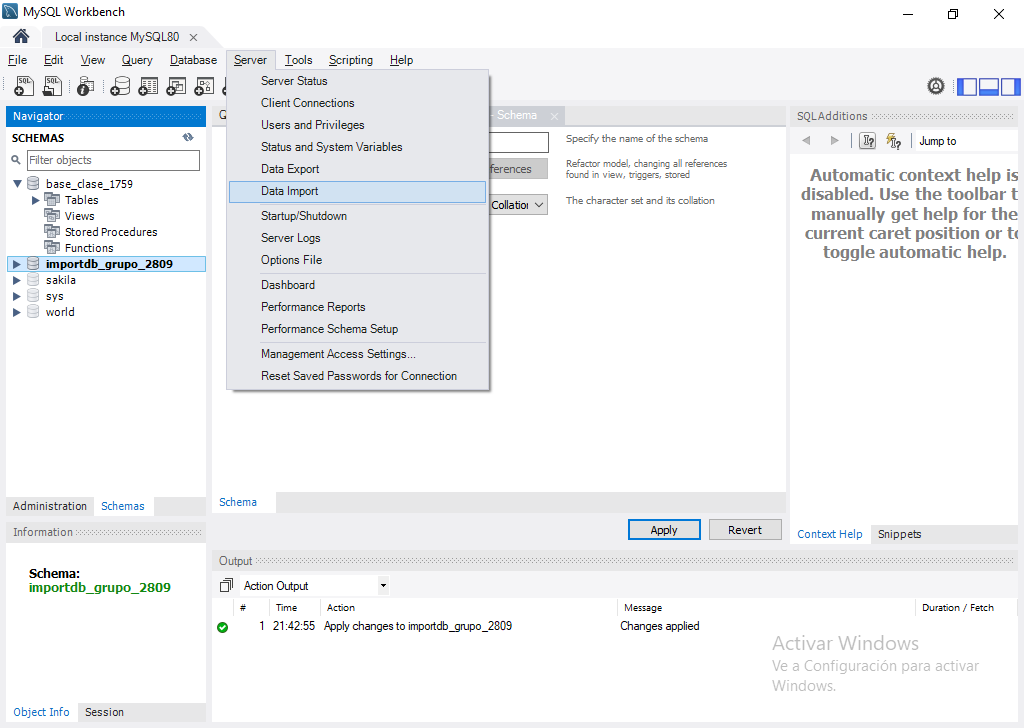 MySQL Workbench
Local instance MySQL80
File Edit View Query Database Server Tools Scripting Help
Navigator
SCHEMAS
Filter objects
base_clase_1759
Tables
Views
Stored Procedures
Functions
importdb_grupo_2809
sakila
sys
world
Administration Schemas
Information
Schema:
importdb_grupo_2809
Object Info Session
Server Status
Client Connections
Users and Privileges
Status and System Variables
Data Export
Data Import
Startup/Shutdown
Server Logs
Options File
Dashboard
Performance Reports
Performance Schema Setup
Management Access Settings...
Reset Saved Passwords for Connection
- Schema
Specify the name of the schema
ferences
Refactor model, changing all references
found in view, triggers, stored
Collation
The character set and its collation
Schema
Apply Revert
SQLAdditions
Jump to
Automatic context help is
disabled. Use the toolbar to
manually get help for the
current caret position or to
toggle automatic help.
Context Help Snippets
Output
Action Output
# Time Action Message Duration / Fetch
1 21:42:55 Apply changes to importdb_grupo_2809 Changes applied
Activar Windows
Ve a Configuración para activar
Windows.